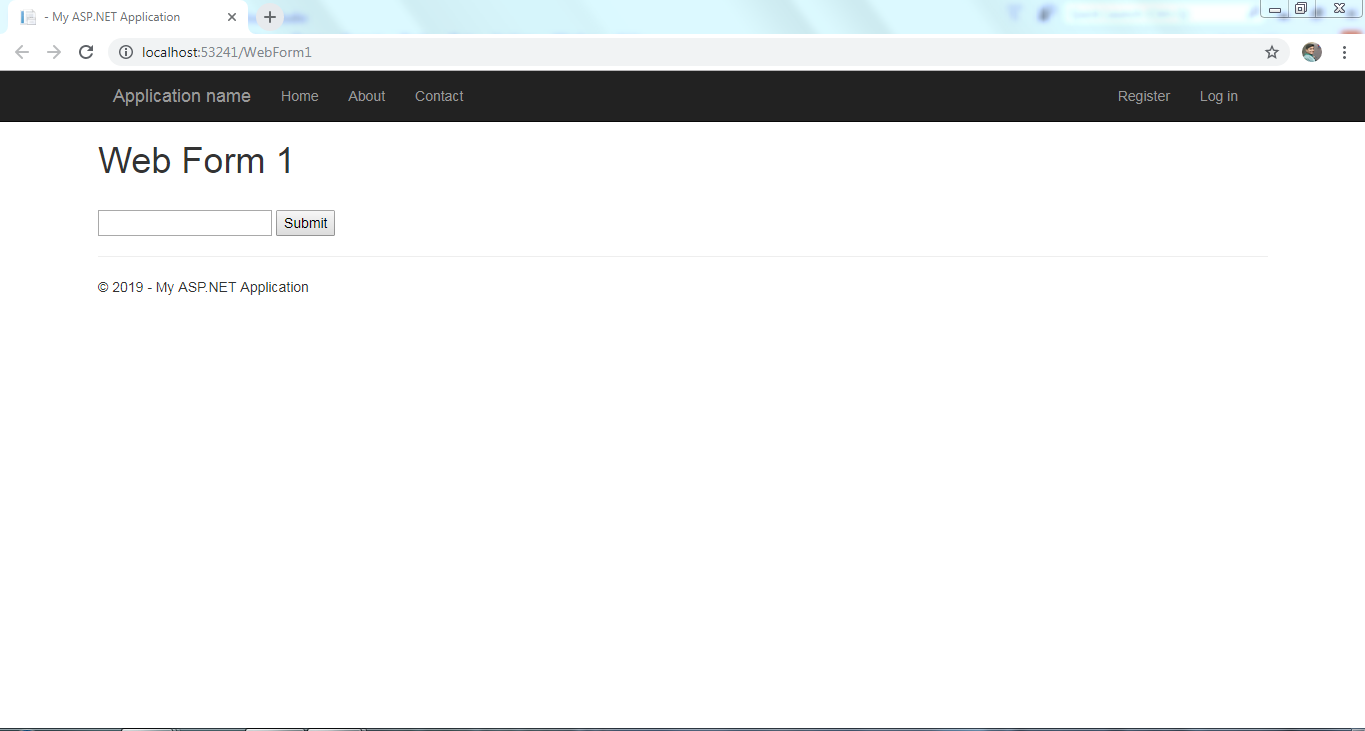 - My ASP.NET Application
localhost:53241/WebForm1
Application name Home About Contact Register Log in
Web Form 1
Submit
© 2019 - My ASP.NET Application